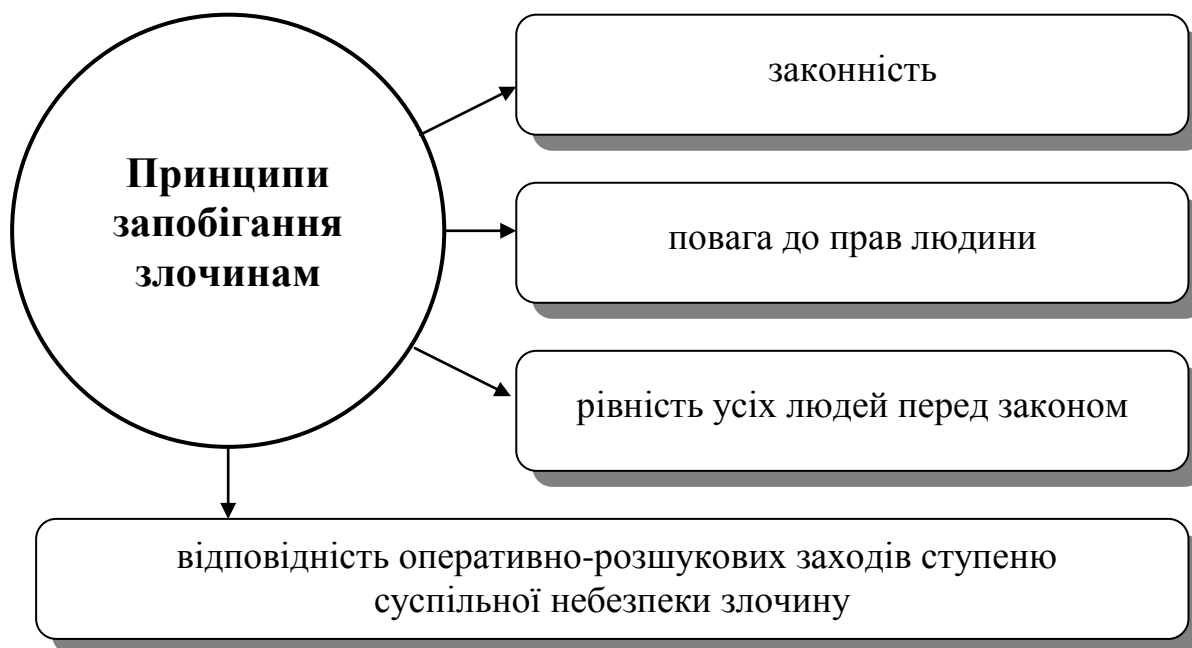 Принципи
запобігання
злочинам
законність
повага до прав людини
рівність усіх людей перед законом
відповідність оперативно-розшукових заходів ступеню
суспільної небезпеки злочину